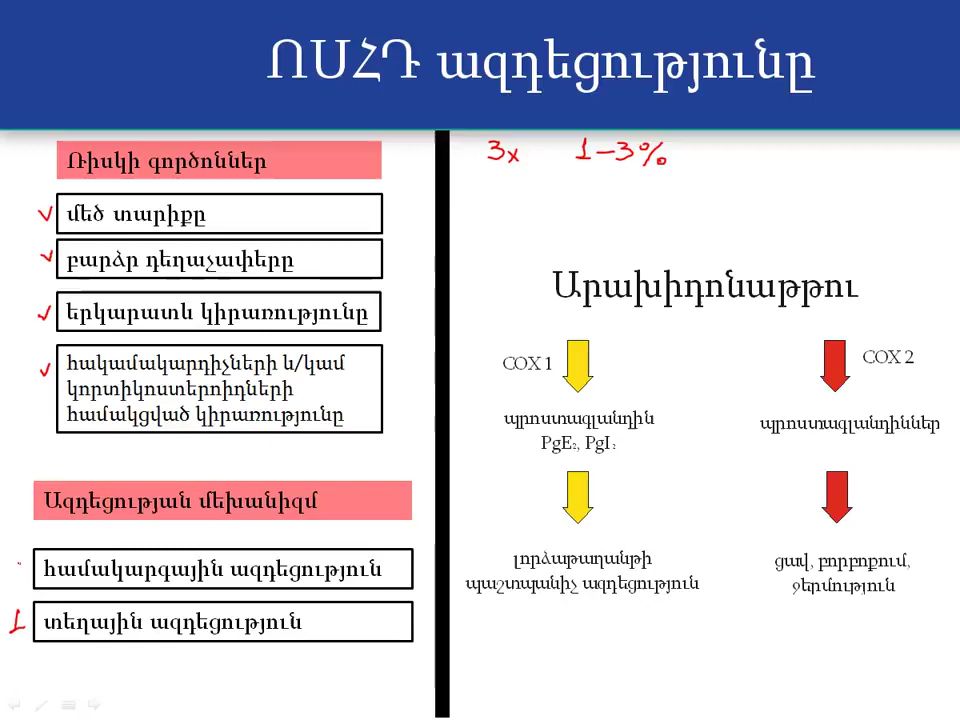 ՈՍՀԴ ազդեցությունը
Ռիսկի գործոններ
մեծ տարիքը
բարձր դեղաչափերը
երկարատև կիրառությունը
հակամակարդիչների և/կամ
կորտիկոստերոիդների
համակցված կիրառությունը
Ազդեցության մեխանիզմ
համակարգային ազդեցություն
1
տեղային ազդեցություն
3x 1-3%
Արախիդոնաթթու
COX 1
COX 2
պրոստագլանդին
PgE₂, PgI₂
պրոստագլանդիններ
լորձաթաղանթի
պաշտպանիչ ազդեցություն
ցավ, բորբոքում,
ջերմություն